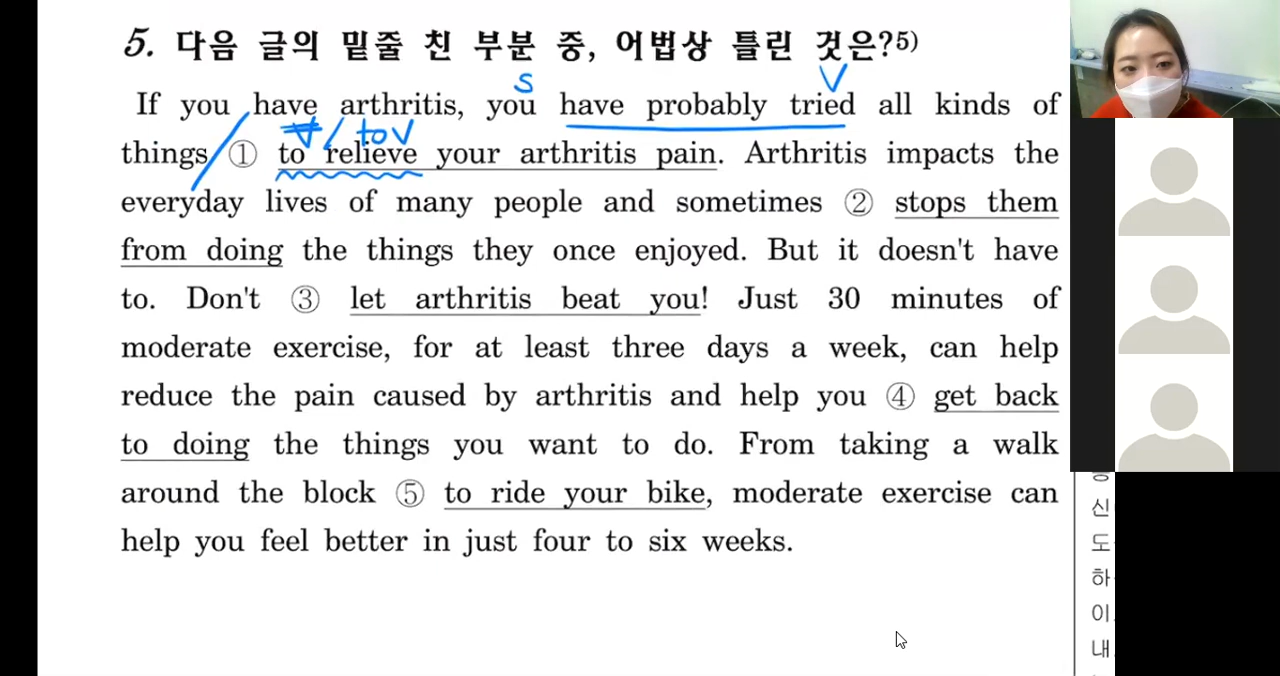 5. 다음 글의 밑줄 친 부분 중, 어법상 틀린 것은?5)
S V
If you have arthritis, you have probably tried all kinds of
V / to V
things ① to relieve your arthritis pain. Arthritis impacts the
everyday lives of many people and sometimes ② stops them
from doing the things they once enjoyed. But it doesn't have
to. Don't ③ let arthritis beat you! Just 30 minutes of
moderate exercise, for at least three days a week, can help
reduce the pain caused by arthritis and help you ④ get back
to doing the things you want to do. From taking a walk
around the block ⑤ to ride your bike, moderate exercise can
help you feel better in just four to six weeks.
신
도
하
이
내